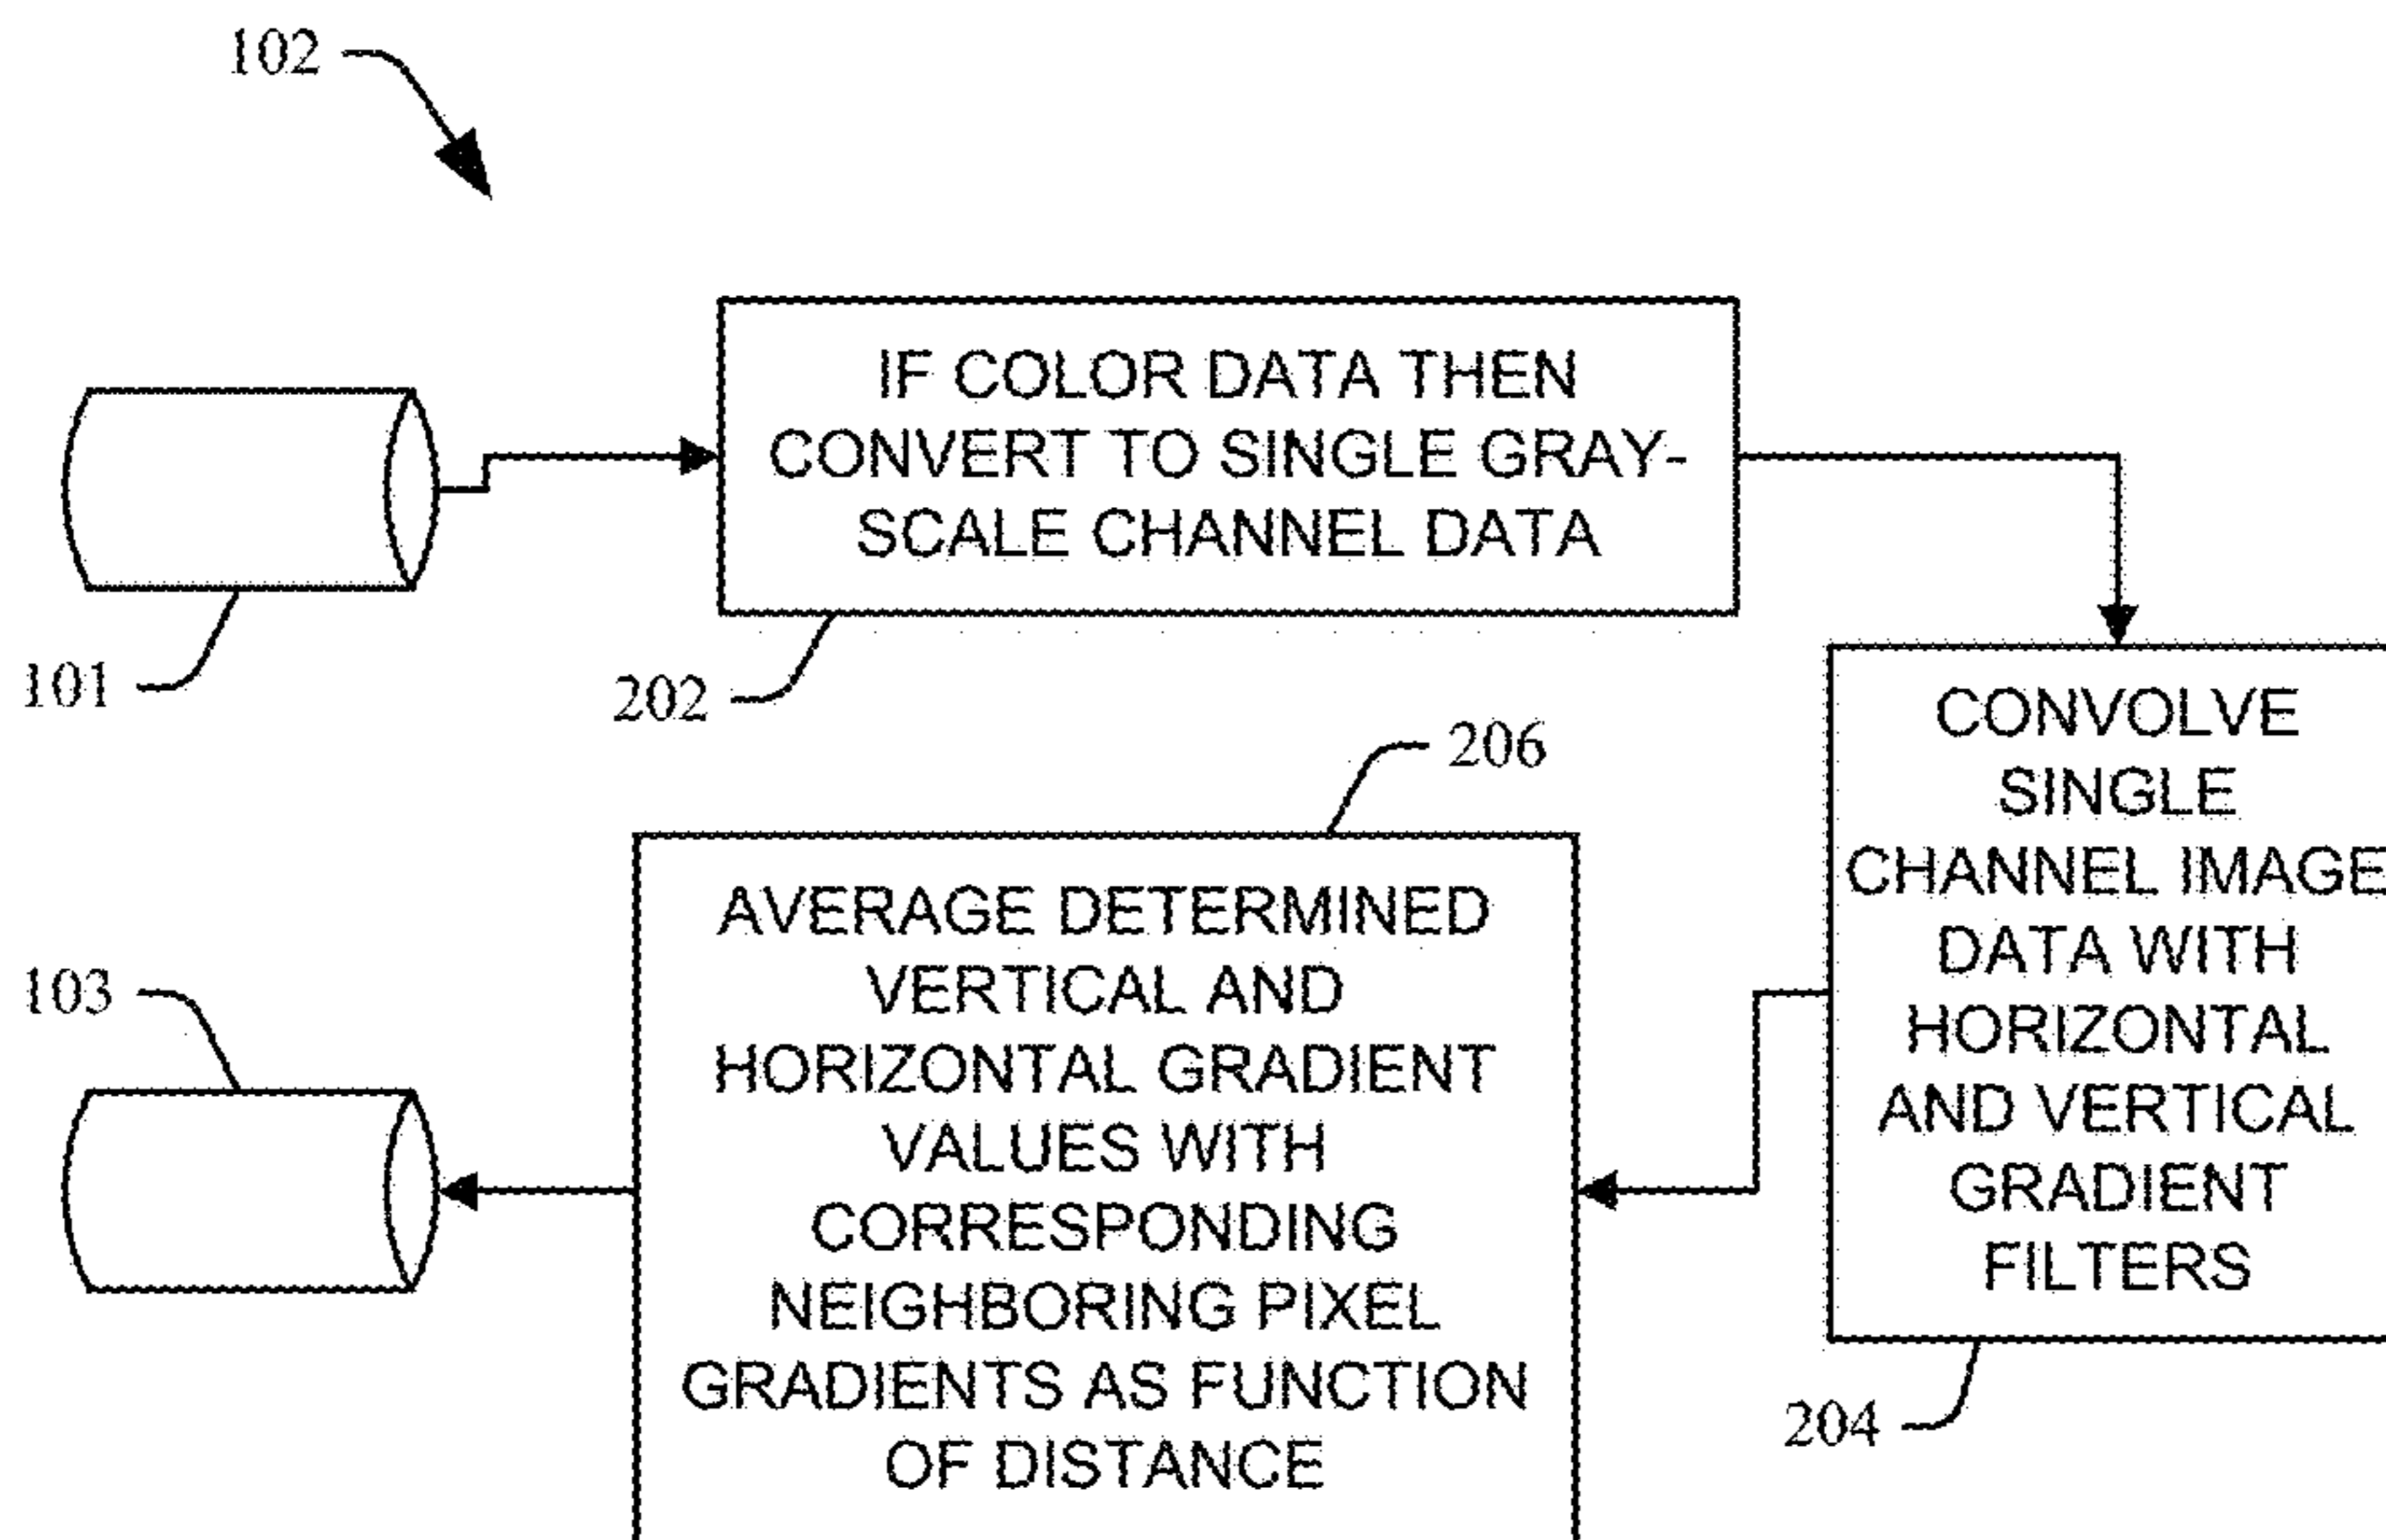 102
IF COLOR DATA THEN
CONVERT TO SINGLE GRAY-
SCALE CHANNEL DATA
101
202
206
CONVOLVE
SINGLE
CHANNEL IMAGE
DATA WITH
HORIZONTAL
AND VERTICAL
GRADIENT
FILTERS
204
AVERAGE DETERMINED
VERTICAL AND
HORIZONTAL GRADIENT
VALUES WITH
CORRESPONDING
NEIGHBORING PIXEL
GRADIENTS AS FUNCTION
OF DISTANCE
103